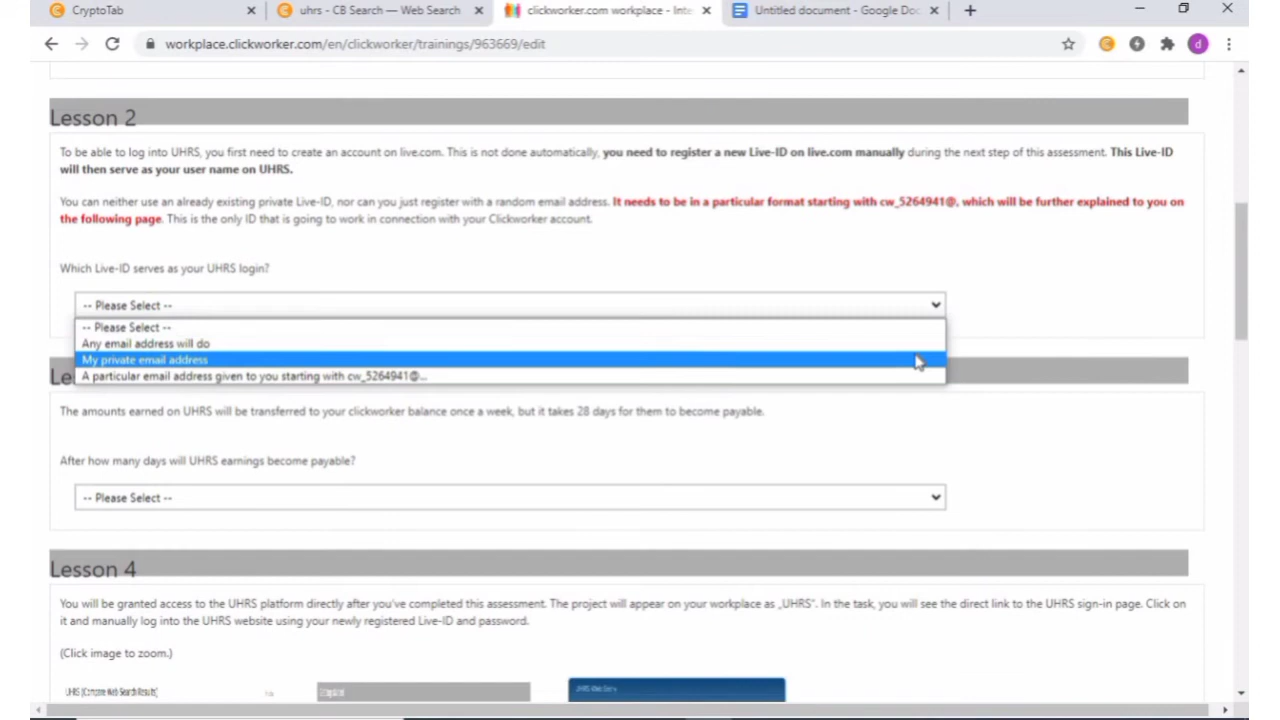 CryptoTab
uhrs - CB Search — Web Search
clickworker.com workplace - Inte
Untitled document - Google Doc
workplace.clickworker.com/en/clickworker/trainings/963669/edit
d
Lesson 2
To be able to log into UHRS, you first need to create an account on live.com. This is not done automatically, you need to register a new Live-ID on live.com manually during the next step of this assessment. This Live-ID
will then serve as your user name on UHRS.
You can neither use an already existing private Live-ID, nor can you just register with a random email address. It needs to be in a particular format starting with cw_5264941@, which will be further explained to you on
the following page. This is the only ID that is going to work in connection with your Clickworker account.
Which Live-ID serves as your UHRS login?
-- Please Select --
-- Please Select --
Any email address will do
My private email address
A particular email address given to you starting with cw_5264941@...
Le
The amounts earned on UHRS will be transferred to your clickworker balance once a week, but it takes 28 days for them to become payable.
After how many days will UHRS earnings become payable?
-- Please Select --
Lesson 4
You will be granted access to the UHRS platform directly after you've completed this assessment. The project will appear on your workplace as „UHRS". In the task, you will see the direct link to the UHRS sign-in page. Click on
it and manually log into the UHRS website using your newly registered Live-ID and password.
(Click image to zoom.)
UHRS (Compare Web Search Results)